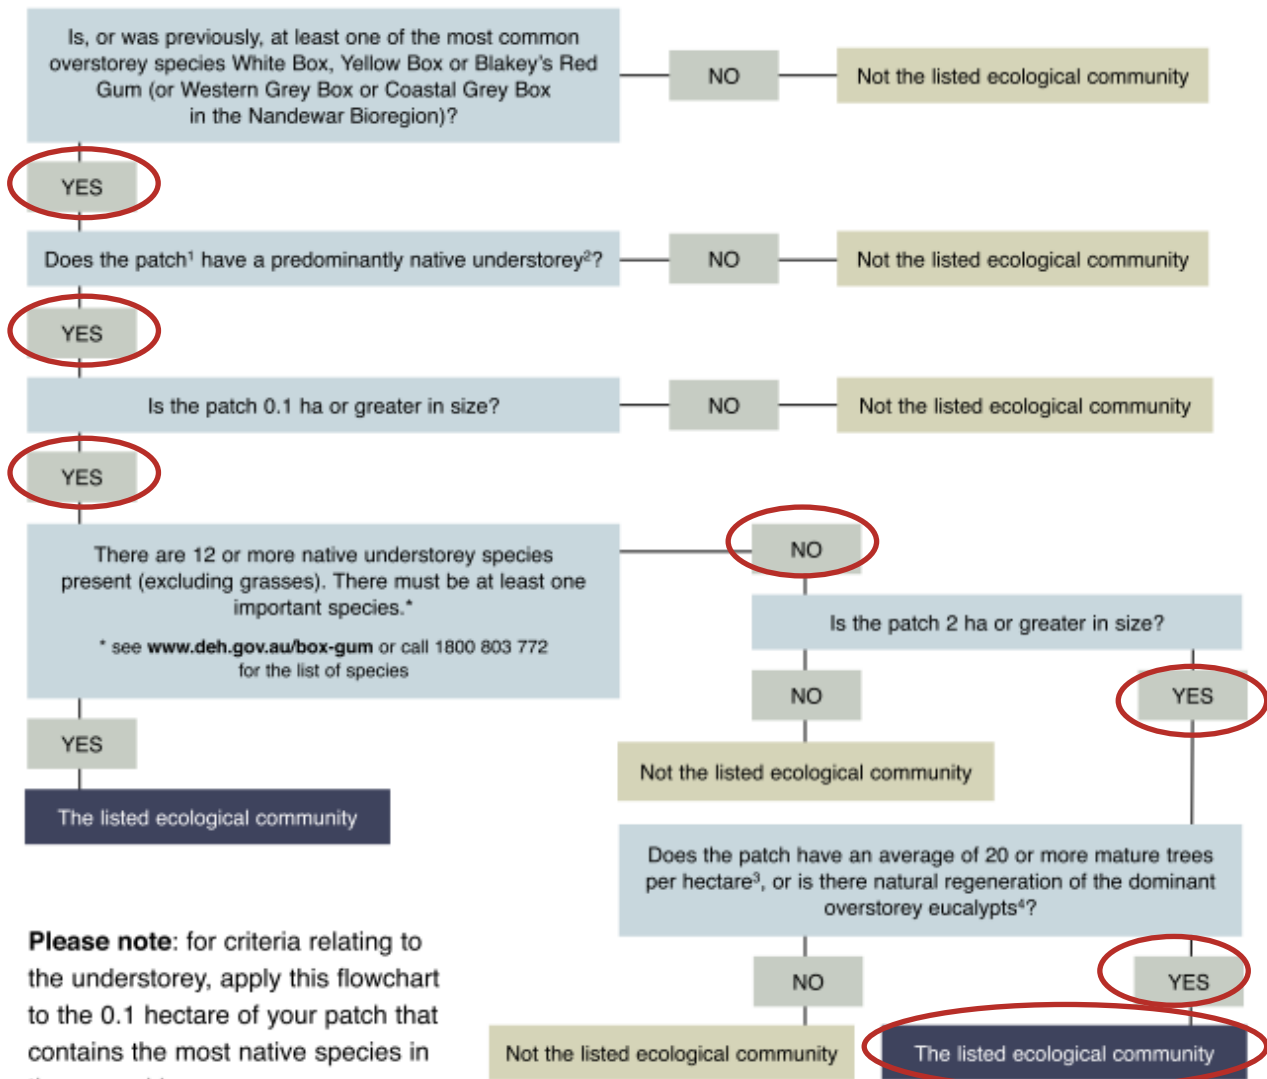 Is, or was previously, at least one of the most common
overstorey species White Box, Yellow Box or Blakey's Red
Gum (or Western Grey Box or Coastal Grey Box
in the Nandewar Bioregion)?
NO
Not the listed ecological community
YES
Does the patch¹ have a predominantly native understorey²?
NO
Not the listed ecological community
YES
Is the patch 0.1 ha or greater in size?
NO
Not the listed ecological community
YES
There are 12 or more native understorey species
present (excluding grasses). There must be at least one
important species.*
* see www.deh.gov.au/box-gum or call 1800 803 772
for the list of species
NO
Is the patch 2 ha or greater in size?
NO
YES
Not the listed ecological community
YES
The listed ecological community
Does the patch have an average of 20 or more mature trees
per hectare³, or is there natural regeneration of the dominant
overstorey eucalypts⁴?
NO
YES
Not the listed ecological community
The listed ecological community
Please note: for criteria relating to
the understorey, apply this flowchart
to the 0.1 hectare of your patch that
contains the most native species in